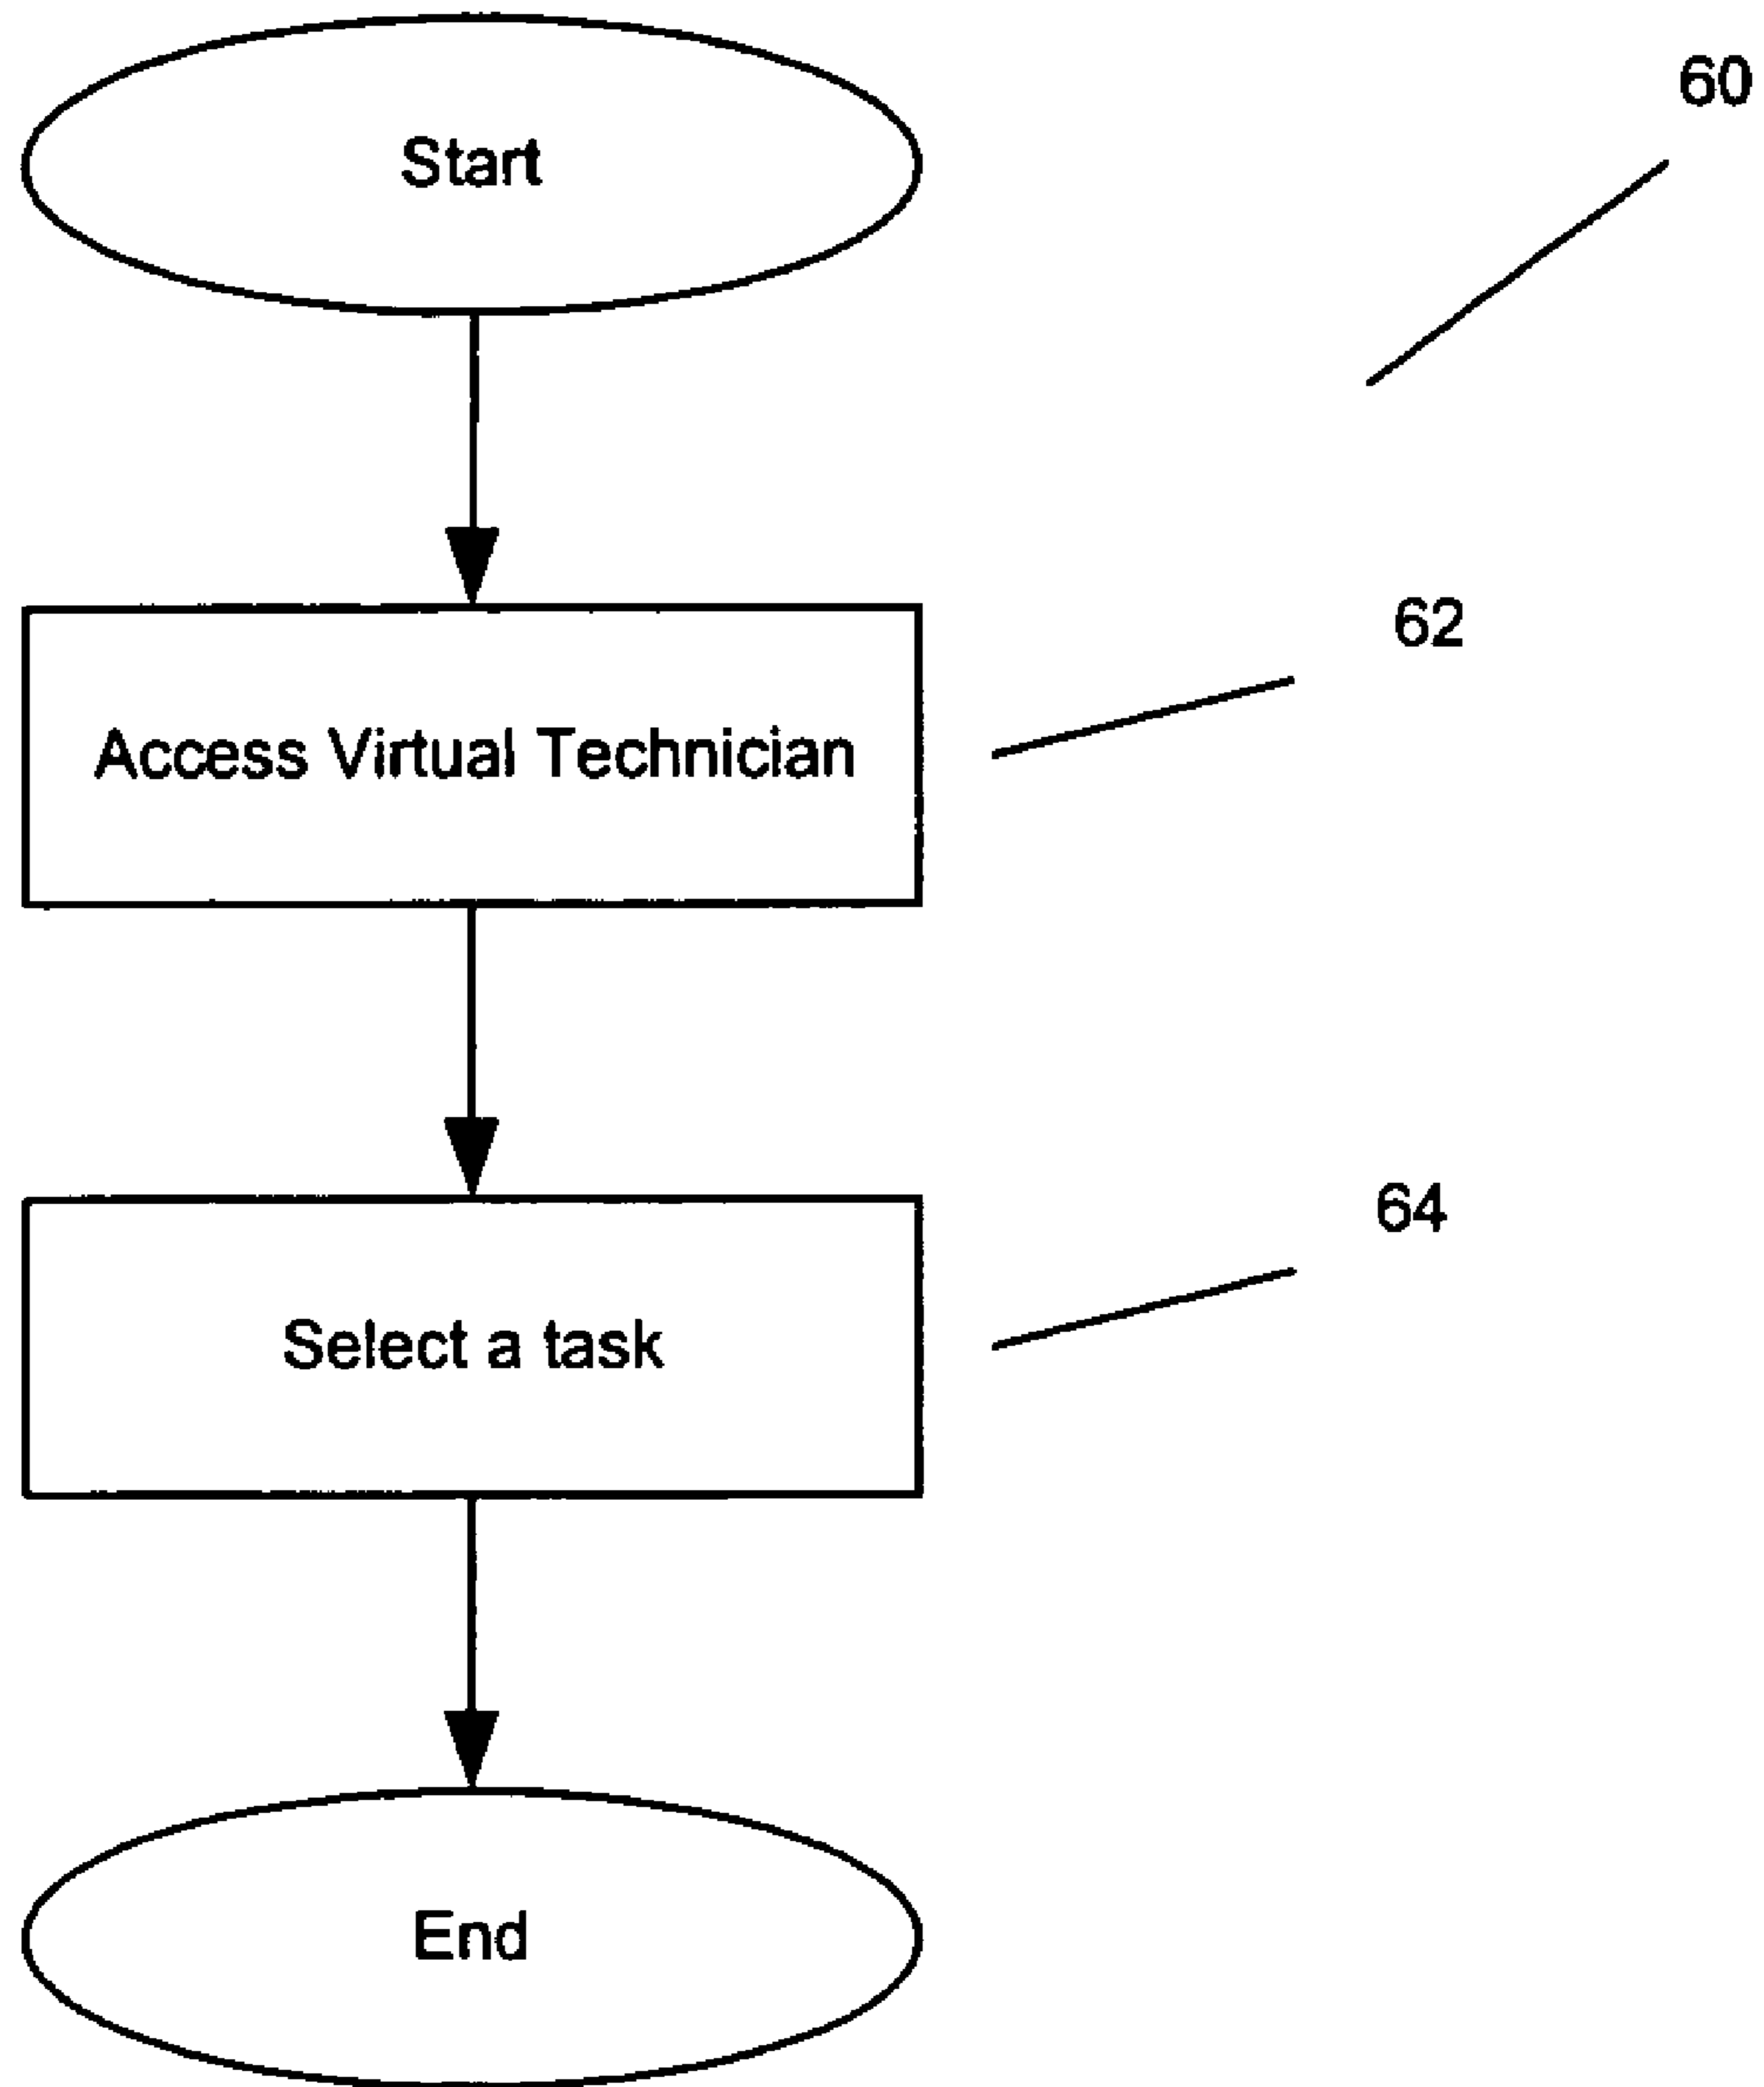 Start
60
62
Access Virtual Technician
64
Select a task
End